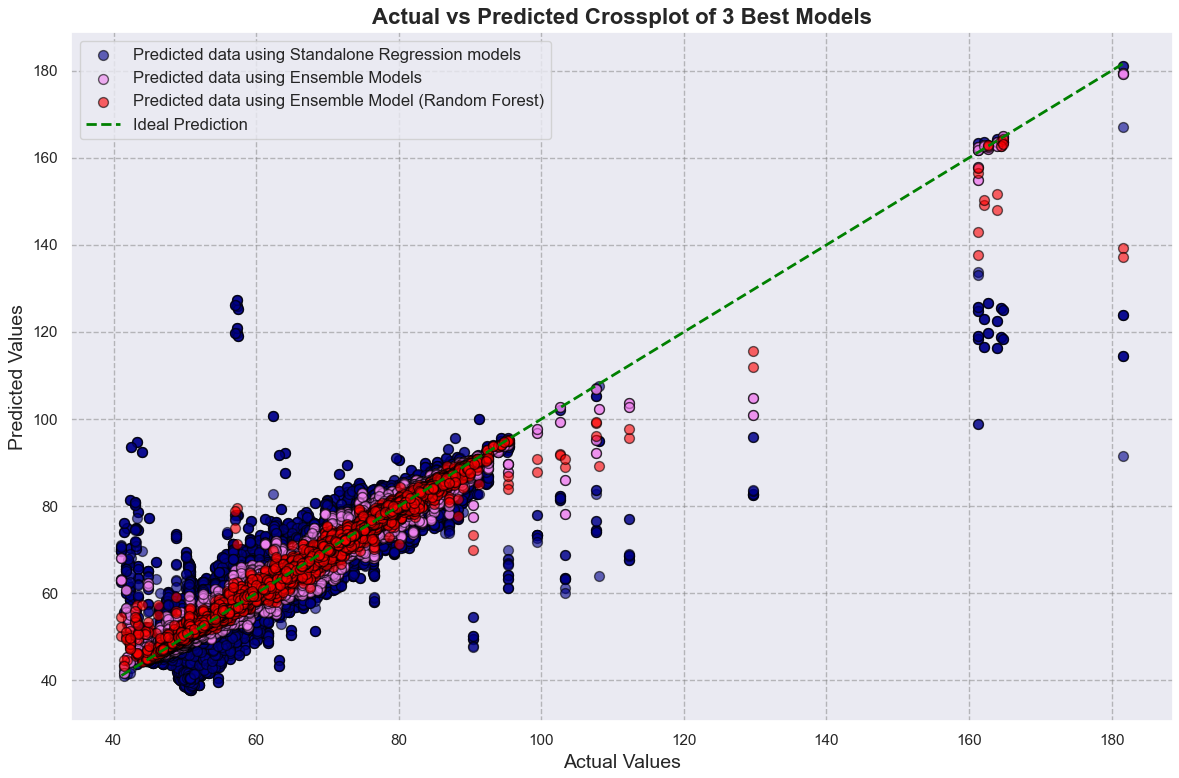 Actual vs Predicted Crossplot of 3 Best Models
Predicted data using Standalone Regression models
Predicted data using Ensemble Models
Predicted data using Ensemble Model (Random Forest)
Ideal Prediction
Predicted Values
180
160
140
120
100
80
60
40
40 60 80 100 120 140 160 180
Actual Values